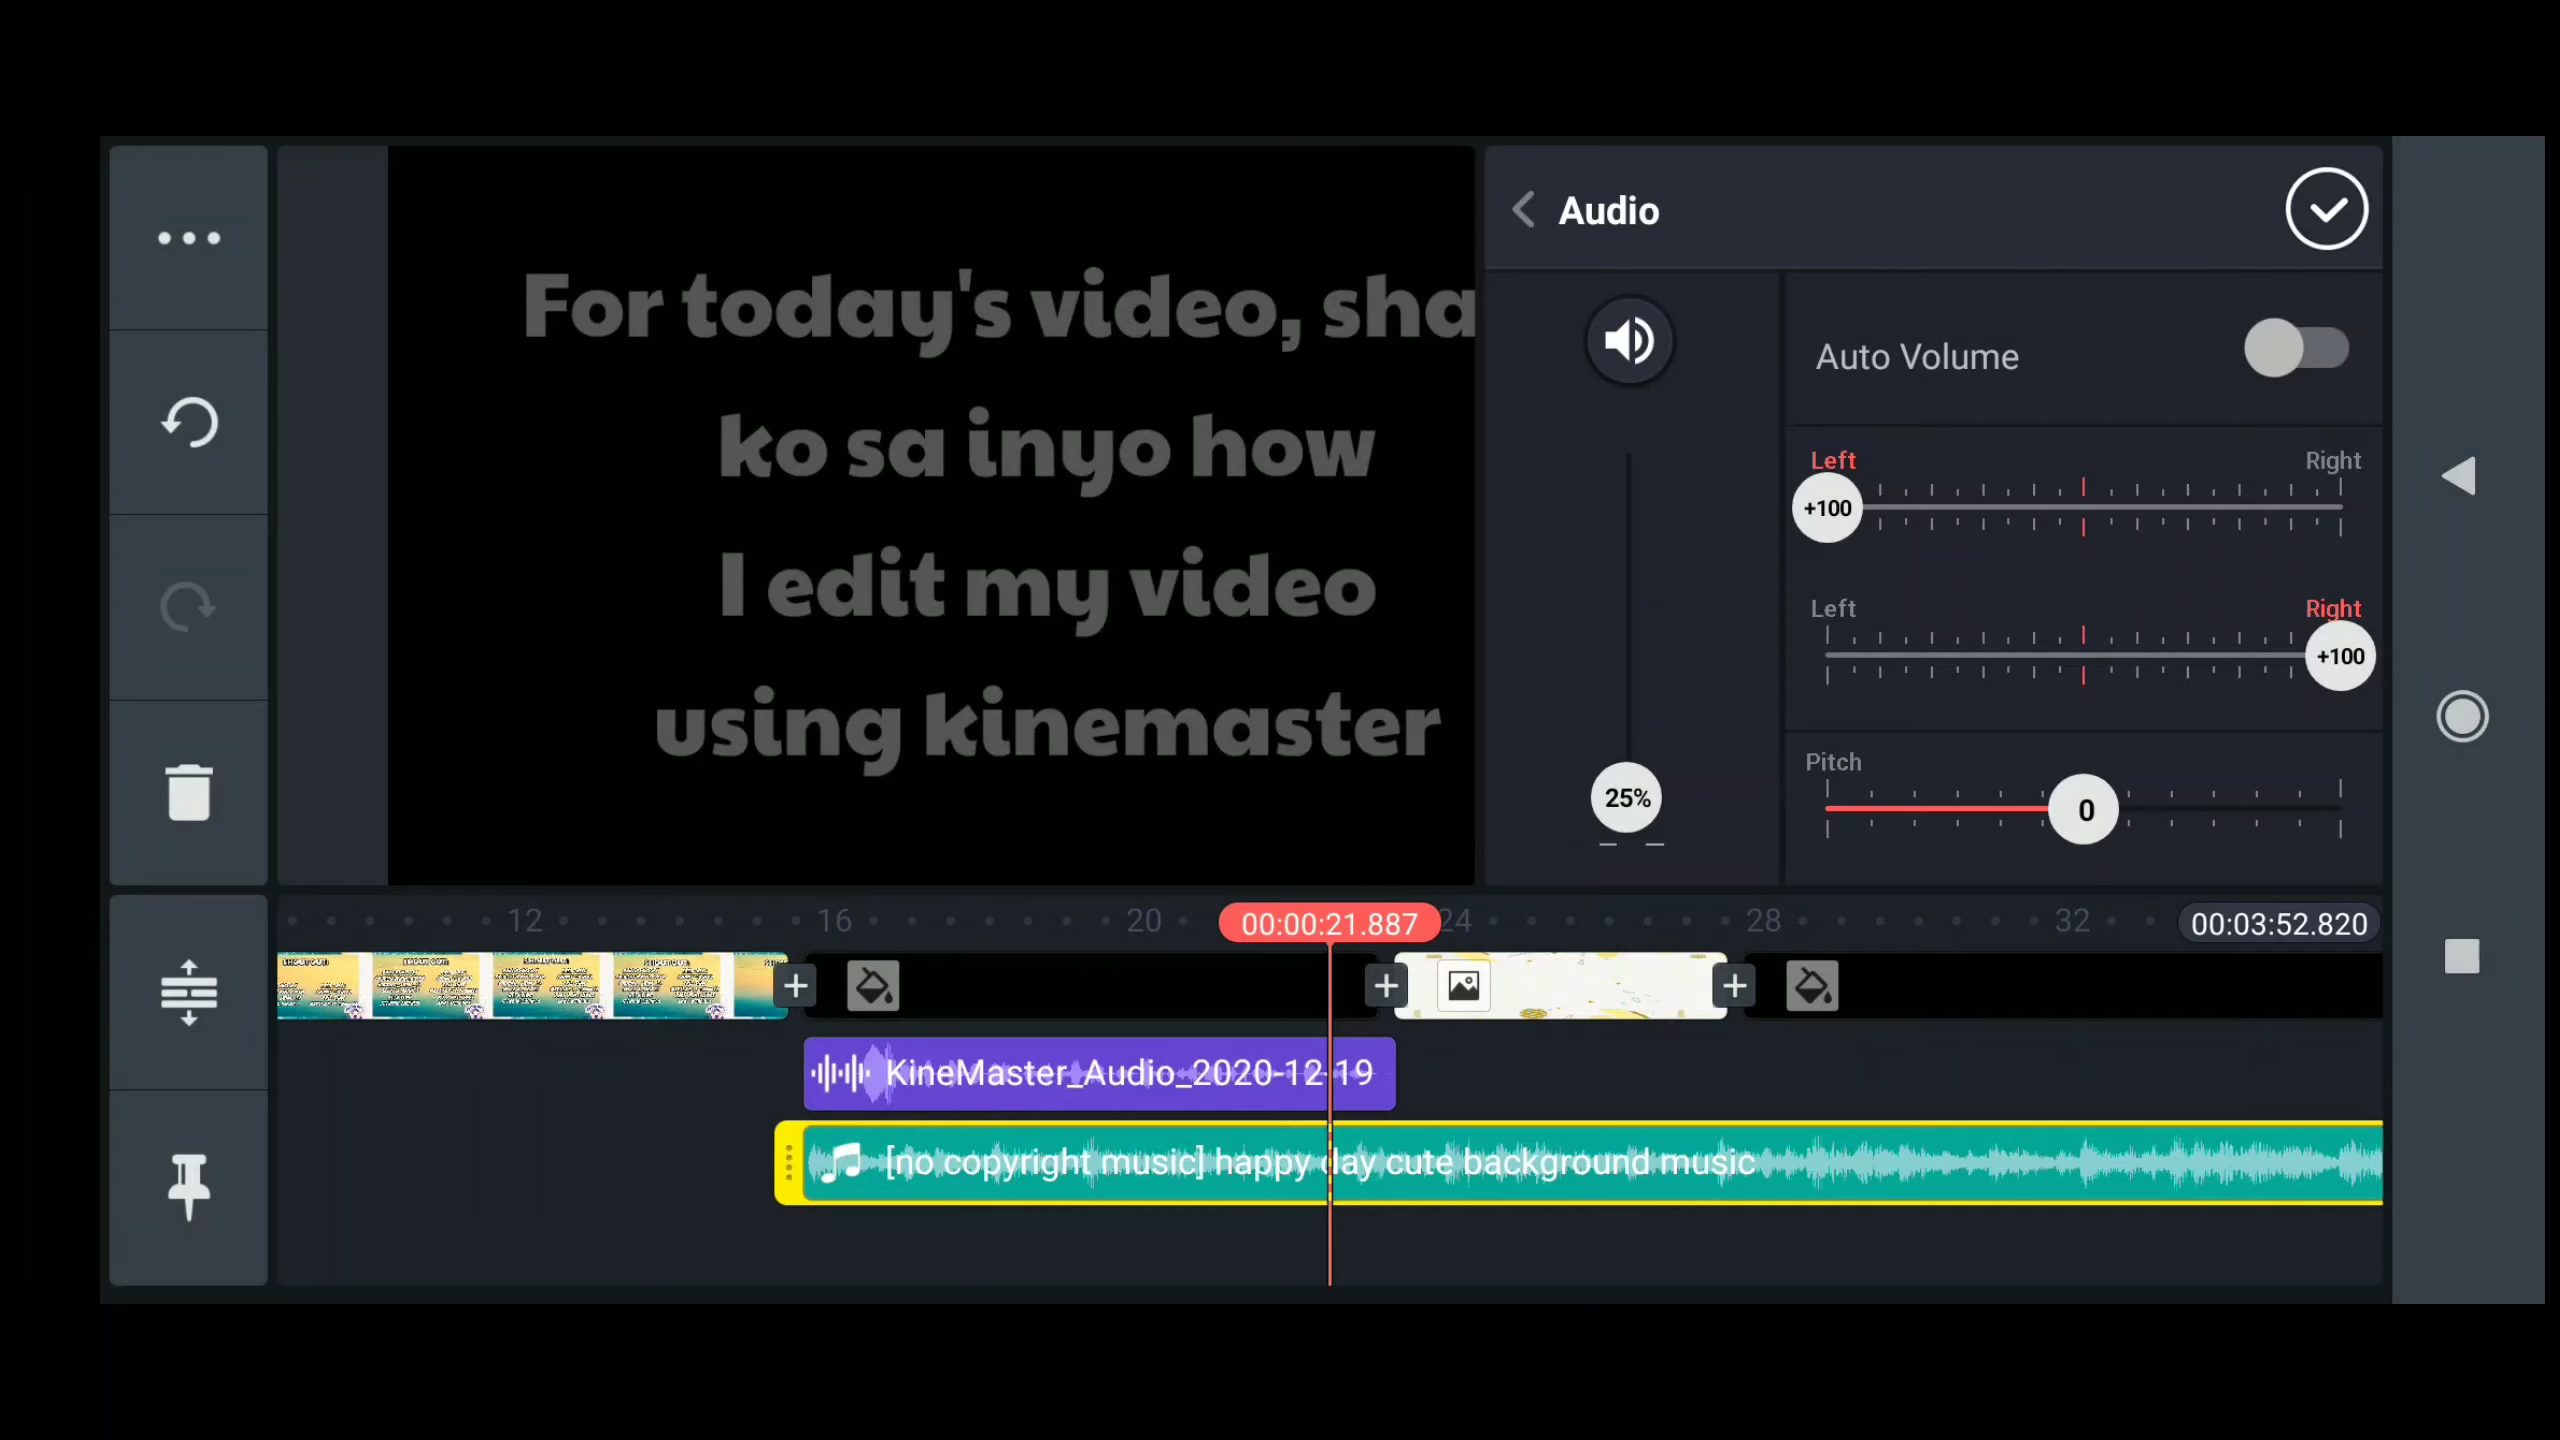 For today's video, sha
ko sa inyo how
I edit my video
using kinemaster
Audio
Auto Volume
Left Right
+100
Left Right
+100
Pitch
0
25%
12 16 20 00:00:21.887 24 28 32 00:03:52.820
KineMaster_Audio_2020-12-19
[no copyright music] happy day cute background music